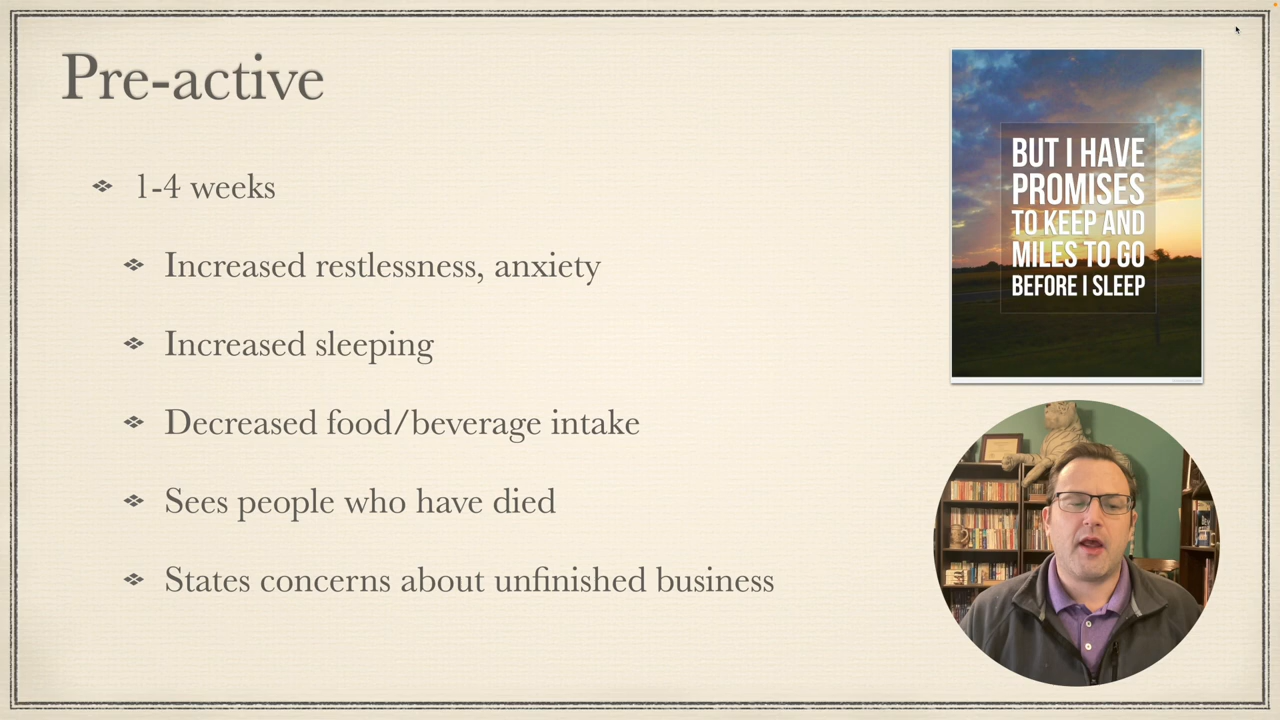 Pre-active
1-4 weeks
Increased restlessness, anxiety
Increased sleeping
Decreased food/beverage intake
Sees people who have died
States concerns about unfinished business
BUT I HAVE
PROMISES
TO KEEP AND
MILES TO GO
BEFORE I SLEEP